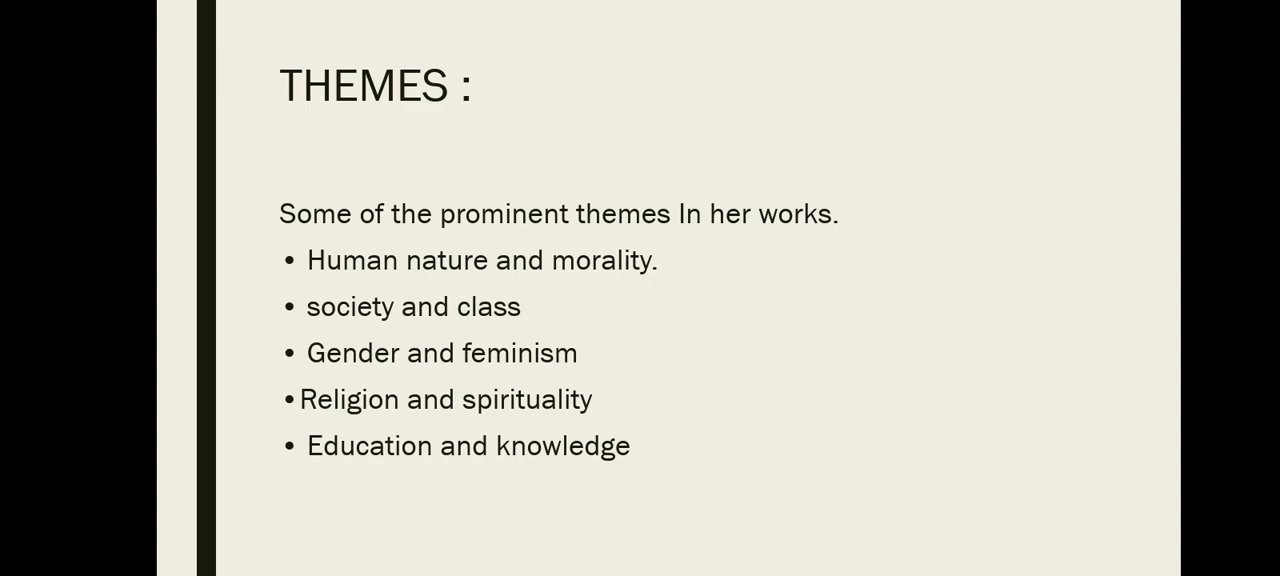 THEMES :
Some of the prominent themes In her works.
• Human nature and morality.
• society and class
• Gender and feminism
•Religion and spirituality
• Education and knowledge